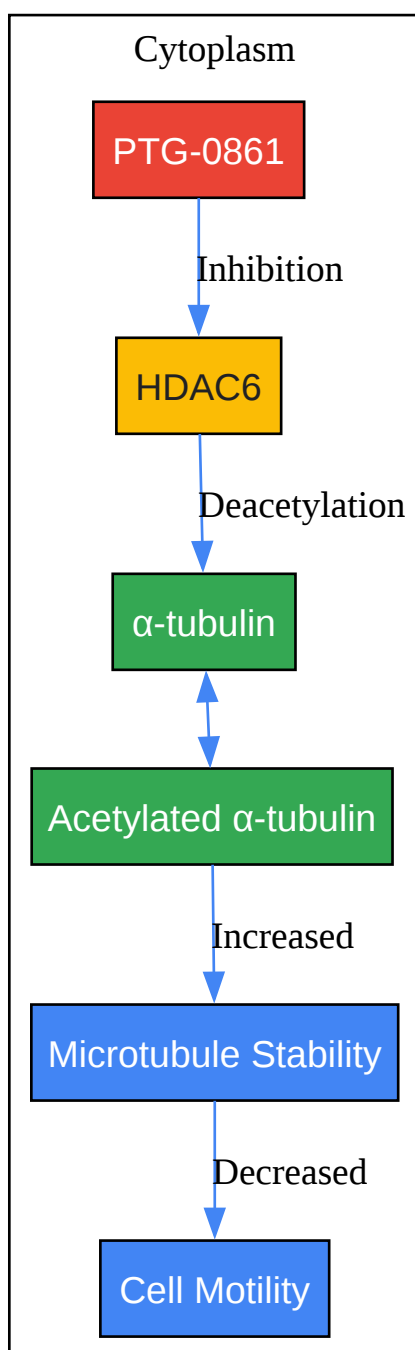 Cytoplasm
PTG-0861
Inhibition
HDAC6
Deacetylation
α-tubulin
Acetylated α-tubulin
Increased
Microtubule Stability
Decreased
Cell Motility